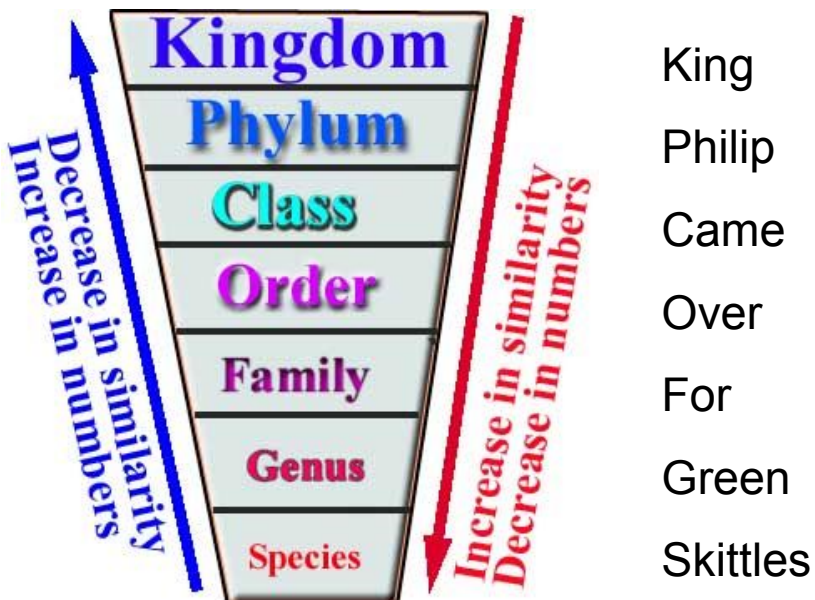 Kingdom
Phylum
Class
Order
Family
Genus
Species
Decrease in similarity
Increase in numbers
Increase in similarity
Decrease in numbers
King
Philip
Came
Over
For
Green
Skittles